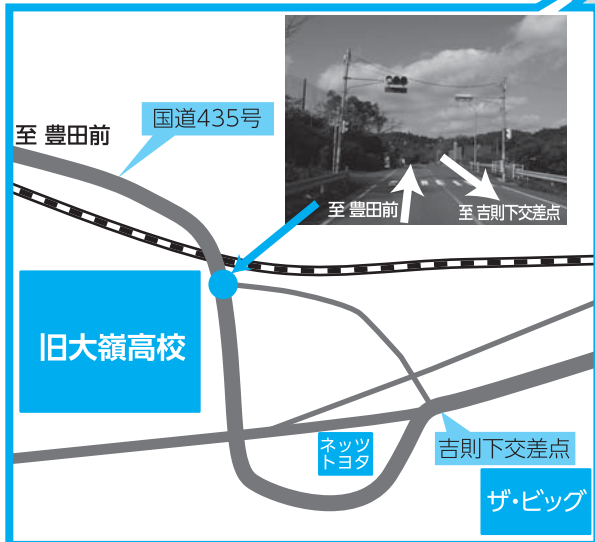 国道435号
至 豊田前
至 豊田前
至 吉則下交差点
旧大嶺高校
ネッツ
トヨタ
吉則下交差点
ザ・ビッグ